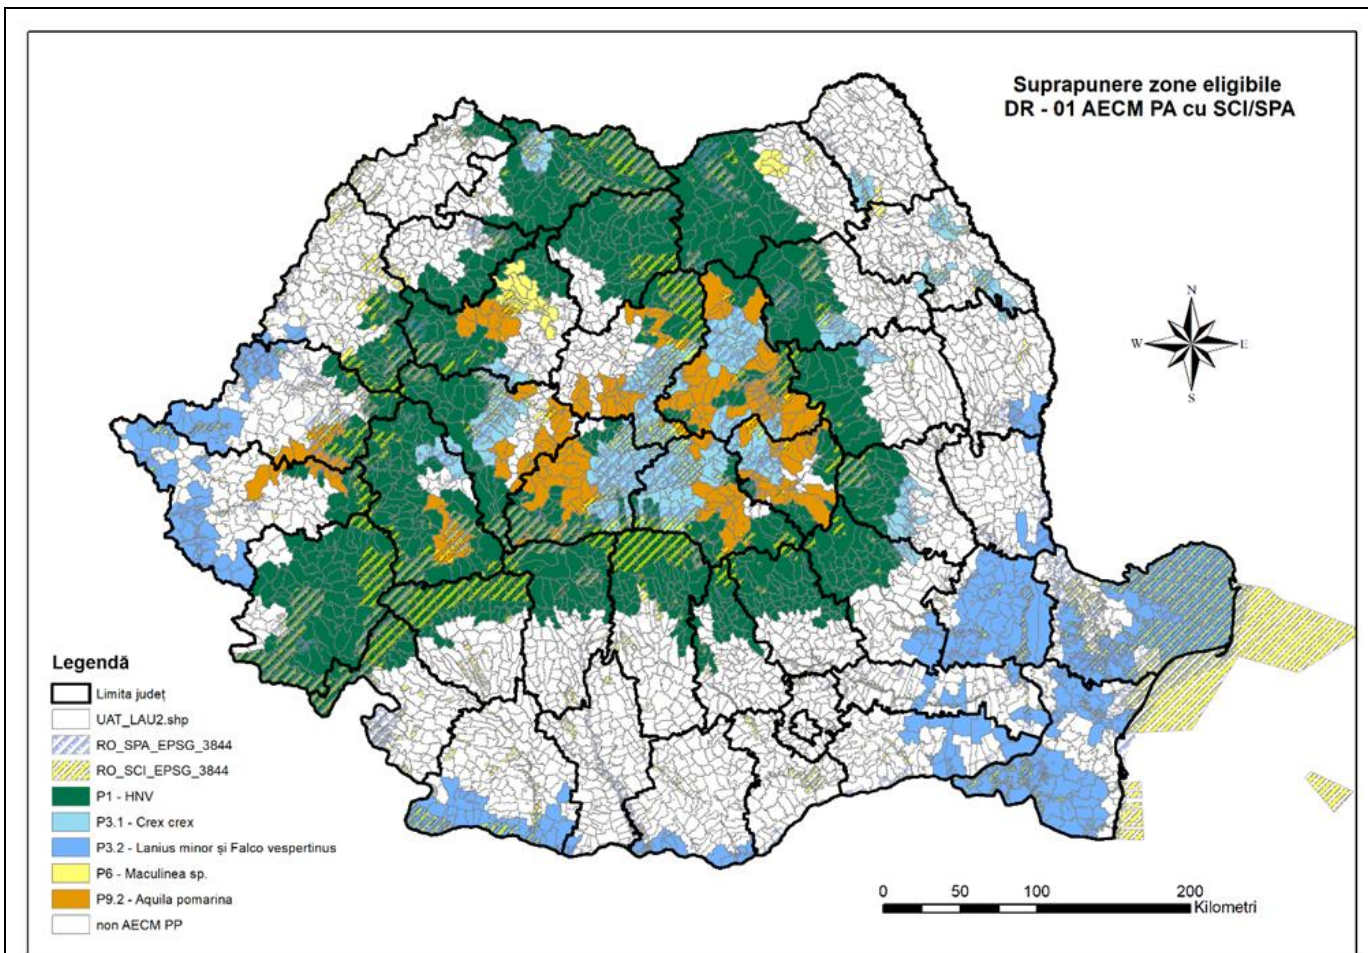 Suprapunere zone eligibile
DR - 01 AECM PA cu SCI/SPA
N
W
E
S
Legendă
Limita județ
UAT_LAU2.shp
RO_SPA_EPSG_3844
RO_SCI_EPSG_3844
P1 - HNV
P3.1 - Crex crex
P3.2 - Lanius minor și Falco vespertinus
P6 - Maculinea sp.
P9.2 - Aquila pomarina
non AECM PP
0 50 100 200
Kilometri